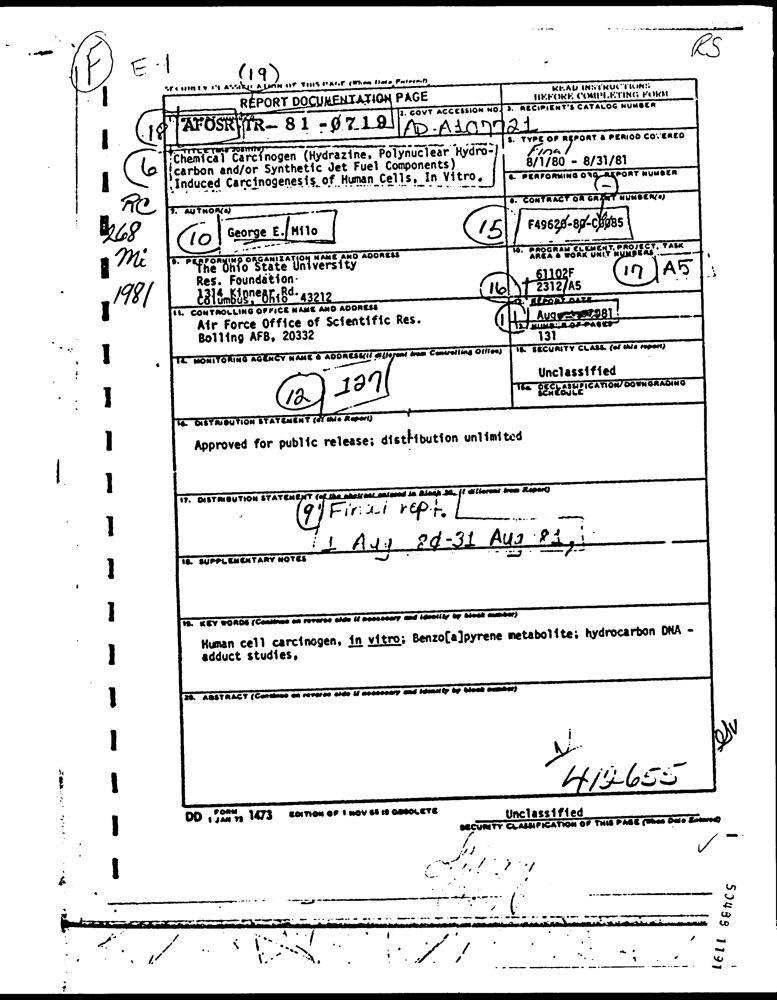 RS
F
E-1
(19)
SECURITY CLASSIFICATION OF THIS PAGE (When Data Entered)
REPORT DOCUMENTATION PAGE
READ INSTRUCTIONS
BEFORE COMPLETING FORM
18
AFOSR TR- 81 -0719
2. GOVT ACCESSION NO.
AD-A107721
3. RECIPIENT'S CATALOG NUMBER
4. TITLE (and Subtitle)
6
Chemical Carcinogen (Hydrazine, Polynuclear Hydro-
carbon and/or Synthetic Jet Fuel Components)
Induced Carcinogenesis of Human Cells, In Vitro.
5. TYPE OF REPORT & PERIOD COVERED
Final
8/1/80 - 8/31/81
6. PERFORMING ORG. REPORT NUMBER
RC
268
Mi
1981
7. AUTHOR(s)
10
George E. Milo
15
8. CONTRACT OR GRANT NUMBER(s)
F49620-80-C0085
9. PERFORMING ORGANIZATION NAME AND ADDRESS
The Ohio State University
Res. Foundation
1314 Kinnear Rd.
Columbus, Ohio 43212
10. PROGRAM ELEMENT, PROJECT, TASK
AREA & WORK UNIT NUMBERS
61102F
17 A5
16
2312/A5
11. CONTROLLING OFFICE NAME AND ADDRESS
Air Force Office of Scientific Res.
Bolling AFB, 20332
12. REPORT DATE
11
13. NUMBER OF PAGES
131
14. MONITORING AGENCY NAME & ADDRESS(if different from Controlling Office)
12 127
15. SECURITY CLASS. (of this report)
Unclassified
15a. DECLASSIFICATION/DOWNGRADING
SCHEDULE
16. DISTRIBUTION STATEMENT (of this Report)
Approved for public release; distribution unlimited
17. DISTRIBUTION STATEMENT (of the abstract entered in Block 20, if different from Report)
9 Final rept.
1 Aug 80-31 Aug 81,
18. SUPPLEMENTARY NOTES
19. KEY WORDS (Continue on reverse side if necessary and identify by block number)
Human cell carcinogen, in vitro; Benzo[a]pyrene metabolite; hydrocarbon DNA -
adduct studies,
20. ABSTRACT (Continue on reverse side if necessary and identify by block number)
DD FORM 1 JAN 73 1473 EDITION OF 1 NOV 65 IS OBSOLETE
Unclassified
SECURITY CLASSIFICATION OF THIS PAGE (When Data Entered)